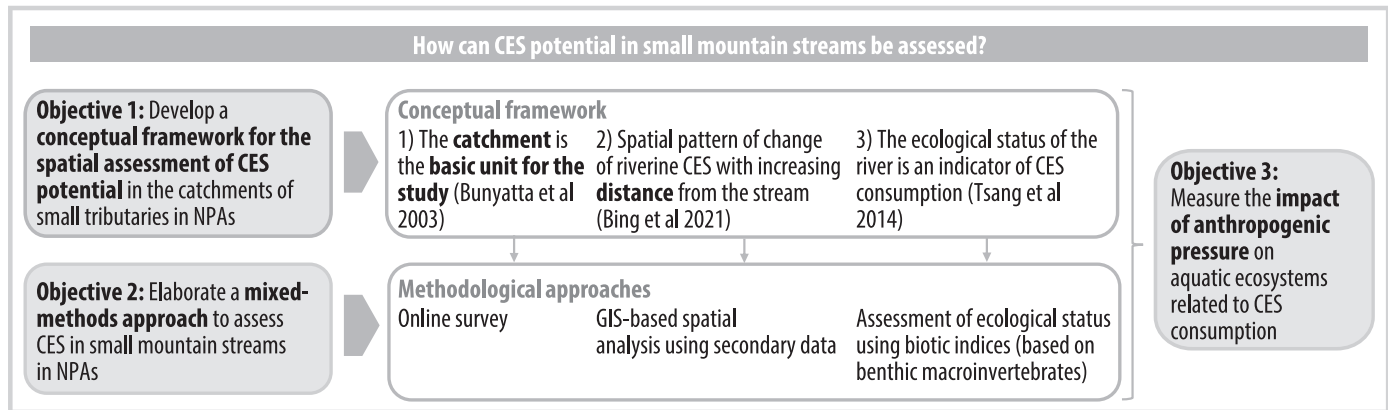 How can CES potential in small mountain streams be assessed?
Objective 1: Develop a
conceptual framework for the
spatial assessment of CES
potential in the catchments of
small tributaries in NPAs
Conceptual framework
1) The catchment is
the basic unit for the
study (Bunyatta et al
2003)
2) Spatial pattern of change
of riverine CES with increasing
distance from the stream
(Bing et al 2021)
3) The ecological status of the
river is an indicator of CES
consumption (Tsang et al
2014)
Objective 2: Elaborate a mixed-
methods approach to assess
CES in small mountain streams
in NPAs
Methodological approaches
Online survey
GIS-based spatial
analysis using secondary data
Assessment of ecological status
using biotic indices (based on
benthic macroinvertebrates)
Objective 3:
Measure the impact
of anthropogenic
pressure on
aquatic ecosystems
related to CES
consumption